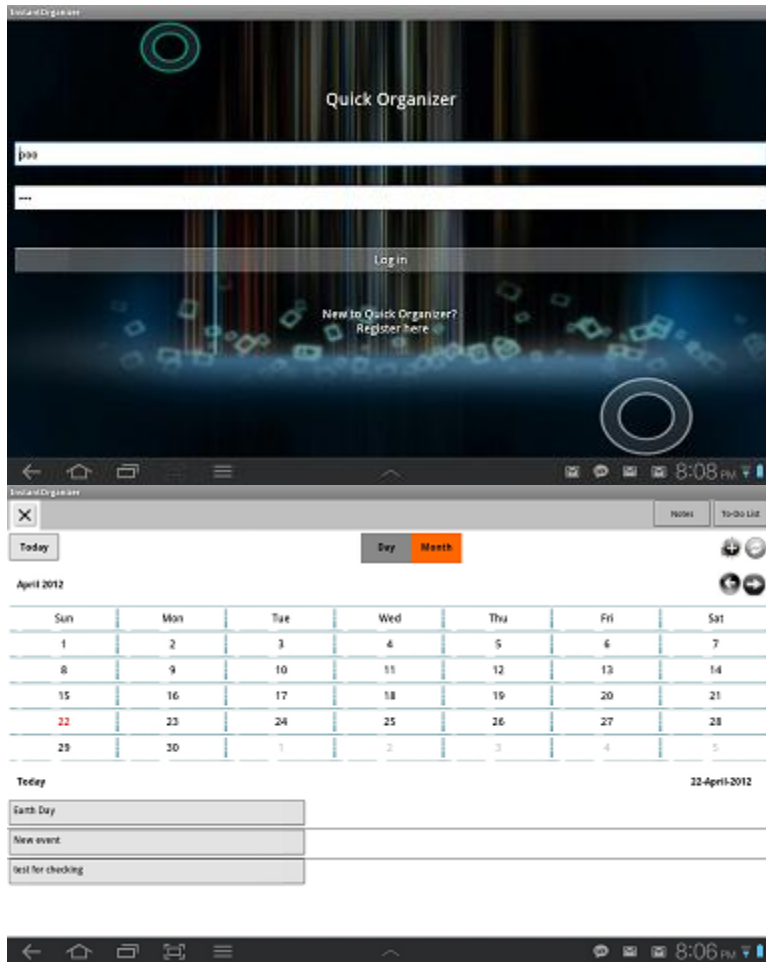 InstantOrganizer
Quick Organizer
Log in
New to Quick Organizer?
Register here
8:08 PM
InstantOrganizer
Notes To-Do List
Today Day Month
April 2012
Sun Mon Tue Wed Thu Fri Sat
1 2 3 4 5 6 7
8 9 10 11 12 13 14
15 16 17 18 19 20 21
22 23 24 25 26 27 28
29 30 1 2 3 4 5
Today 22-April-2012
Earth Day
New event
test for checking
8:06 PM